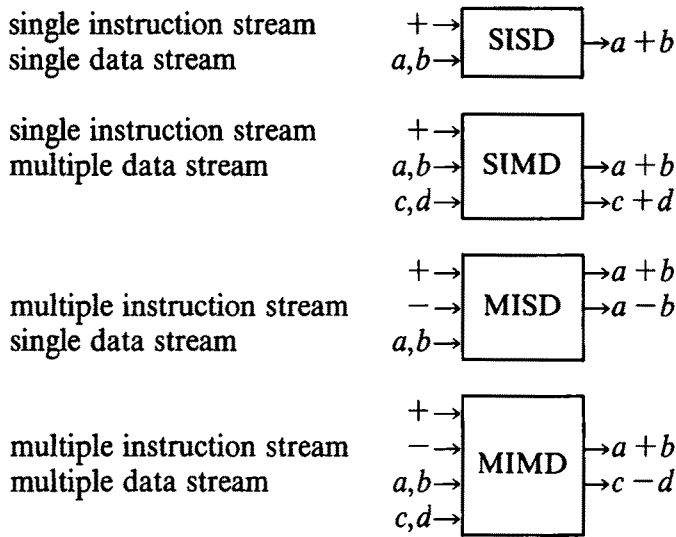 single instruction stream + →
single data stream a,b→ SISD →a+b
single instruction stream + →
multiple data stream a,b→ SIMD →a+b
c,d→ →c+d
+ → →a+b
multiple instruction stream − → MISD →a−b
single data stream a,b→
+ →
multiple instruction stream − → →a+b
multiple data stream a,b→ MIMD →c−d
c,d→